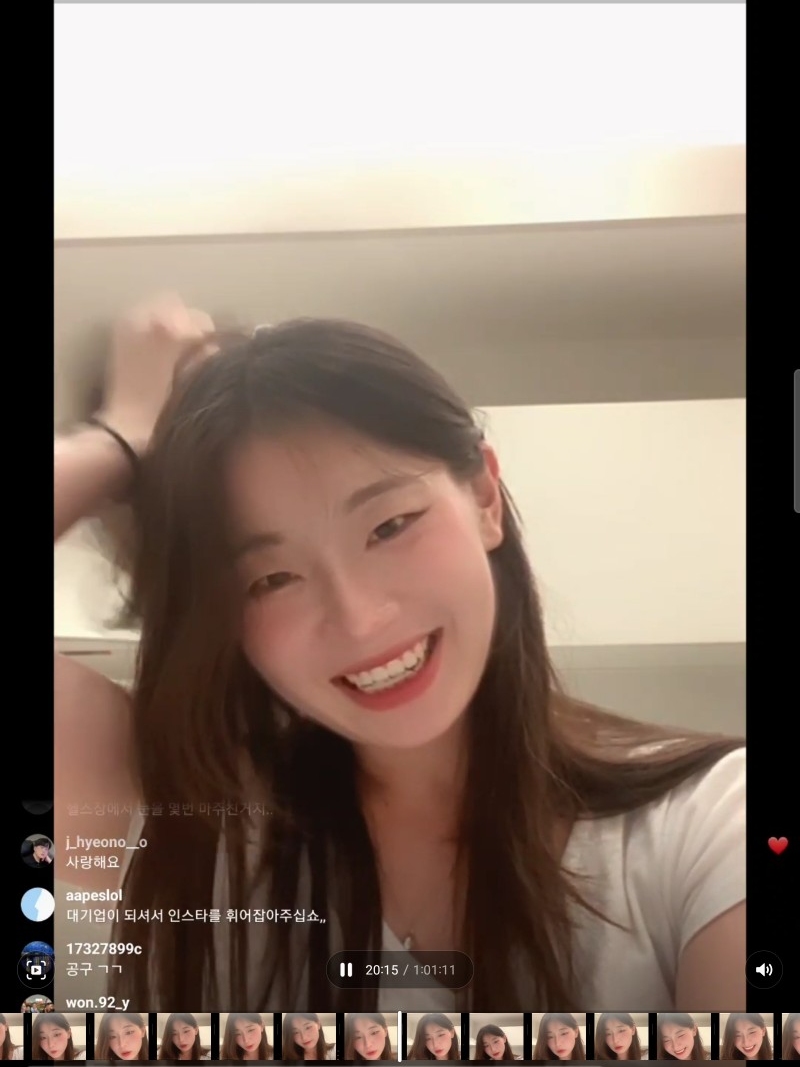 헬스장에서 눈을 몇번 마주친거지..
j_hyeono__o
사랑해요
aapeslol
대기업이 되셔서 인스타를 휘어잡아주십쇼,,
17327899c
공구 ㄱㄱ
20:15 / 1:01:11
won.92_y